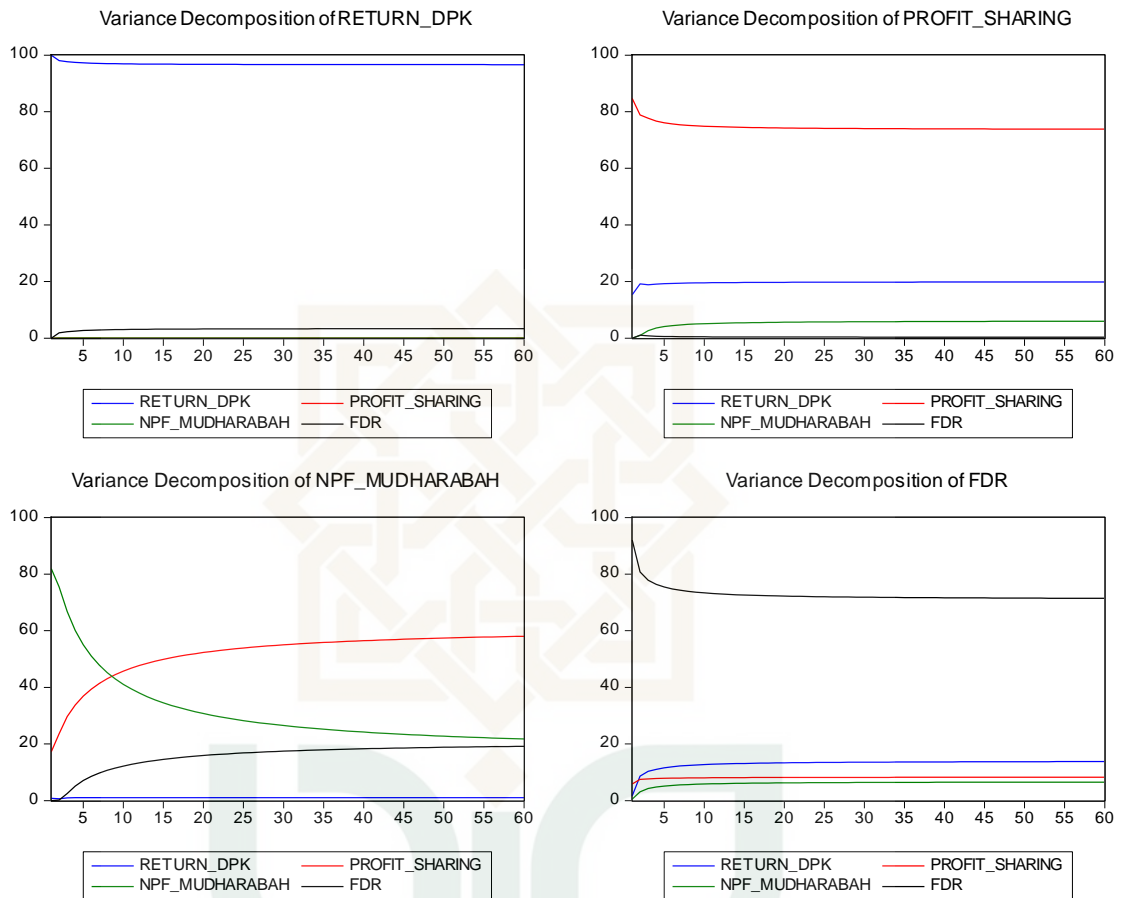 Variance Decomposition of RETURN_DPK
100
80
60
40
20
0
5 10 15 20 25 30 35 40 45 50 55 60
RETURN_DPK PROFIT_SHARING
NPF_MUDHARABAH FDR
Variance Decomposition of PROFIT_SHARING
100
80
60
40
20
0
5 10 15 20 25 30 35 40 45 50 55 60
RETURN_DPK PROFIT_SHARING
NPF_MUDHARABAH FDR
Variance Decomposition of NPF_MUDHARABAH
100
80
60
40
20
0
5 10 15 20 25 30 35 40 45 50 55 60
RETURN_DPK PROFIT_SHARING
NPF_MUDHARABAH FDR
Variance Decomposition of FDR
100
80
60
40
20
0
5 10 15 20 25 30 35 40 45 50 55 60
RETURN_DPK PROFIT_SHARING
NPF_MUDHARABAH FDR